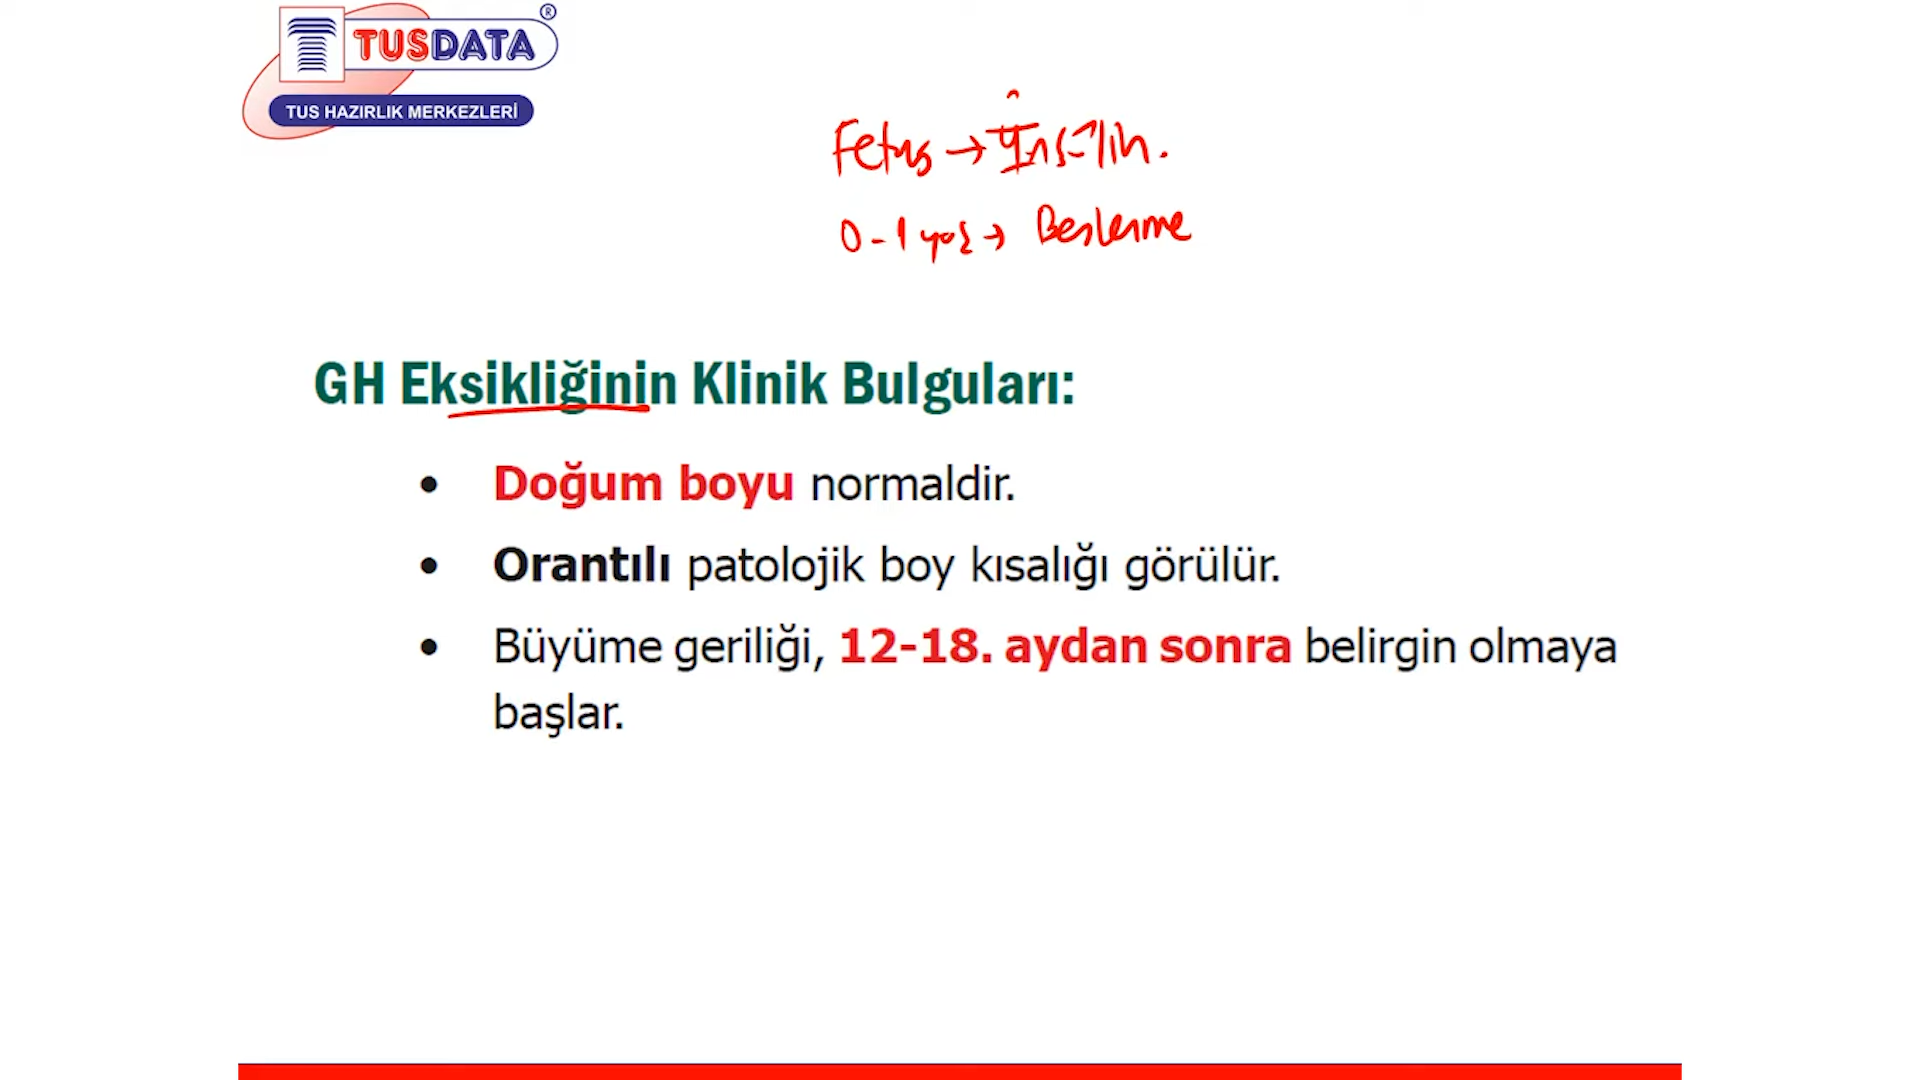 TUSDATA®
TUS HAZIRLIK MERKEZLERİ
Fetus → İnsülin.
0-1 yaş → Beslenme
GH Eksikliğinin Klinik Bulguları:
• Doğum boyu normaldir.
• Orantılı patolojik boy kısalığı görülür.
• Büyüme geriliği, 12-18. aydan sonra belirgin olmaya
başlar.